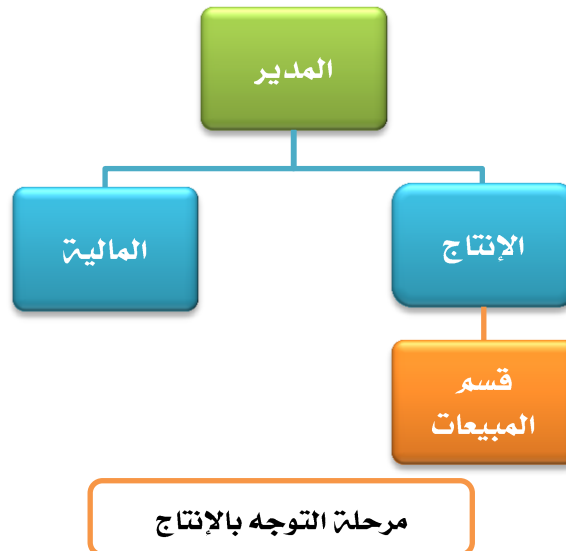 المدير
الإنتاج
المالية
قسم
المبيعات
مرحلة التوجه بالإنتاج